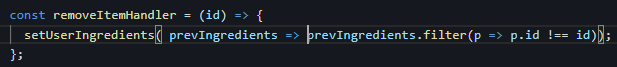 const removeItemHandler = (id) => {
  setUserIngredients( prevIngredients => prevIngredients.filter(p => p.id !== id));
};